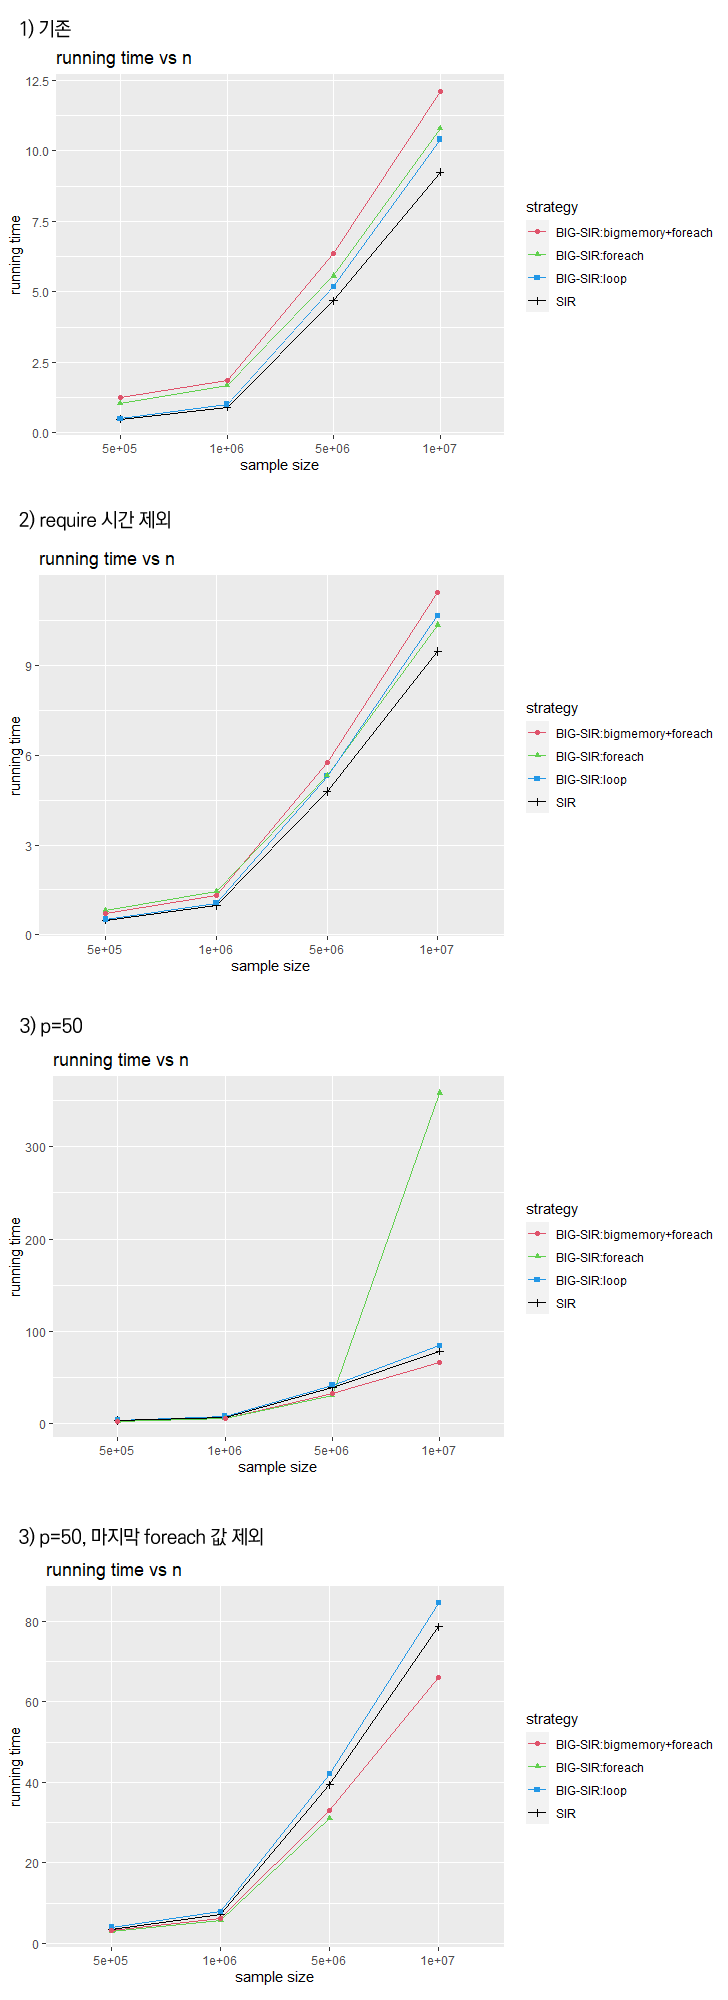 1) 기존
running time vs n
12.5
10.0
7.5
5.0
2.5
0.0
running time
5e+05 1e+06 5e+06 1e+07
sample size
strategy
BIG-SIR:bigmemory+foreach
BIG-SIR:foreach
BIG-SIR:loop
SIR
2) require 시간 제외
running time vs n
9
6
3
0
running time
5e+05 1e+06 5e+06 1e+07
sample size
strategy
BIG-SIR:bigmemory+foreach
BIG-SIR:foreach
BIG-SIR:loop
SIR
3) p=50
running time vs n
300
200
100
0
running time
5e+05 1e+06 5e+06 1e+07
sample size
strategy
BIG-SIR:bigmemory+foreach
BIG-SIR:foreach
BIG-SIR:loop
SIR
3) p=50, 마지막 foreach 값 제외
running time vs n
80
60
40
20
0
running time
5e+05 1e+06 5e+06 1e+07
sample size
strategy
BIG-SIR:bigmemory+foreach
BIG-SIR:foreach
BIG-SIR:loop
SIR